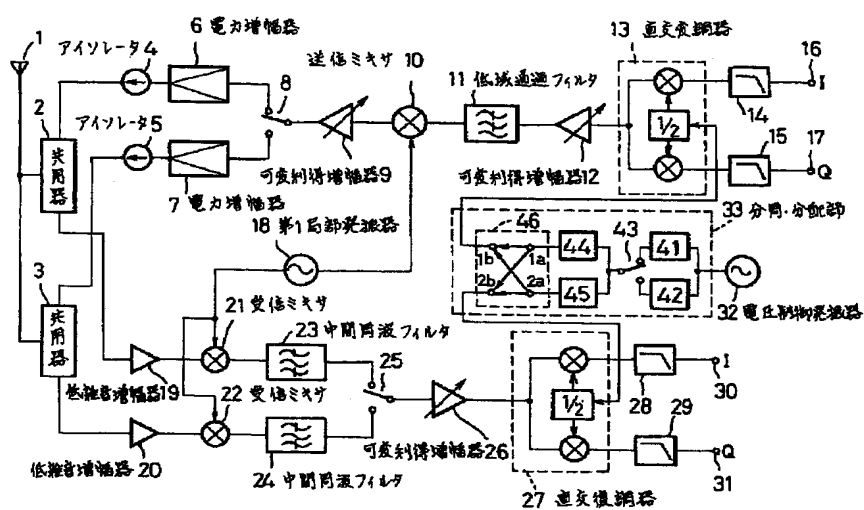 1
アイソレータ4
6 電力増幅器
送信ミキサ 10
13 直交変調器
16
2
8
11 低減通過フィルタ
I
14
アイソレータ5
1/2
15
17
共用器
7 電力増幅器
可変利得増幅器9
可変利得増幅器12
Q
18 第1局部発振器
46
43
33 分周・分配部
44
41
1b
1a
3
2b
2a
45
42
32 電圧制御発振器
共用器
21 受信ミキサ
23 中間周波フィルタ
25
I
低雑音増幅器19
22 受信ミキサ
1/2
28
30
29
26
可変利得増幅器
Q
低雑音増幅器
20
24 中間周波フィルタ
27 直交復調器
31